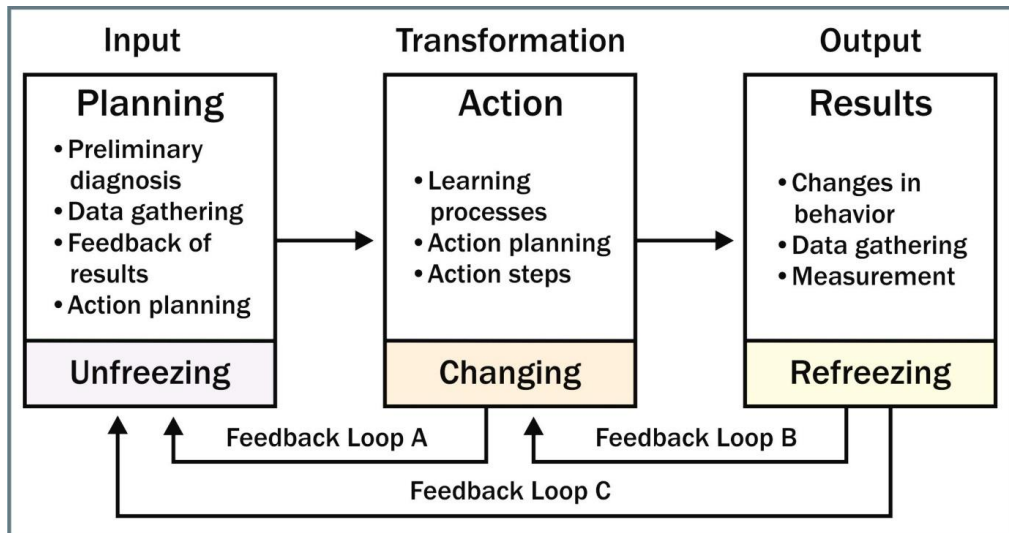 Input
Transformation
Output
Planning
• Preliminary
diagnosis
• Data gathering
• Feedback of
results
• Action planning
Unfreezing
Action
• Learning
processes
• Action planning
• Action steps
Changing
Results
• Changes in
behavior
• Data gathering
• Measurement
Refreezing
Feedback Loop A
Feedback Loop B
Feedback Loop C